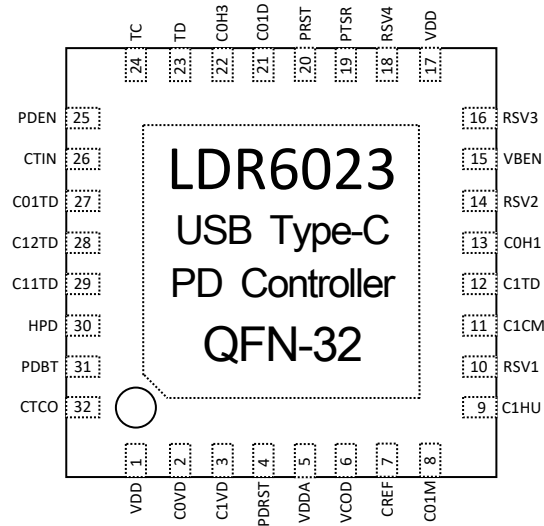 TC
TD
C0H3
C01D
PRST
PTSR
RSV4
VDD
24
23
22
21
20
19
18
17
PDEN 25
CTIN 26
C01TD 27
C12TD 28
C11TD 29
HPD 30
PDBT 31
CTCO 32
LDR6023
USB Type-C
PD Controller
QFN-32
16 RSV3
15 VBEN
14 RSV2
13 C0H1
12 C1TD
11 C1CM
10 RSV1
9 C1HU
1
2
3
4
5
6
7
8
VDD
C0VD
C1VD
PDRST
VDDA
VCOD
CREF
C01M